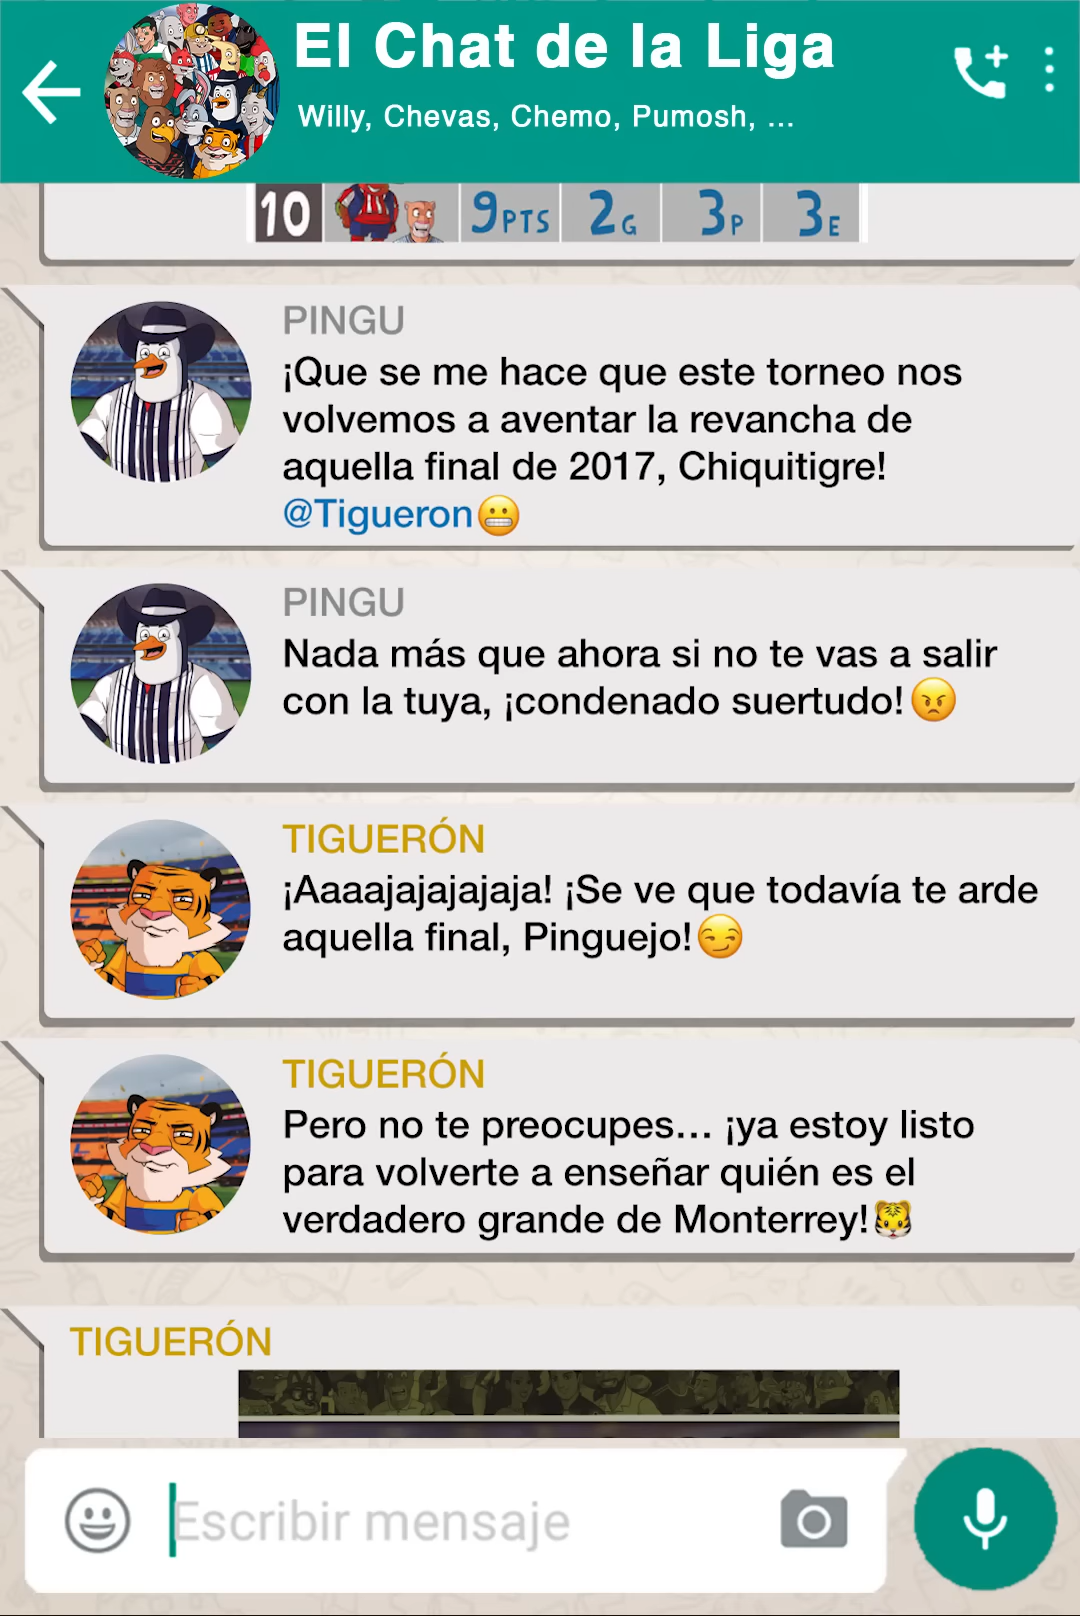 El Chat de la Liga
Willy, Chevas, Chemo, Pumosh, ...
10 9PTS 2G 3P 3E
PINGU
¡Que se me hace que este torneo nos
volvemos a aventar la revancha de
aquella final de 2017, Chiquitigre!
@Tigueron😬
PINGU
Nada más que ahora si no te vas a salir
con la tuya, ¡condenado suertudo!😠
TIGUERÓN
¡Aaaajajajajaja! ¡Se ve que todavía te arde
aquella final, Pinguejo!😏
TIGUERÓN
Pero no te preocupes... ¡ya estoy listo
para volverte a enseñar quién es el
verdadero grande de Monterrey!🐯
TIGUERÓN
Escribir mensaje